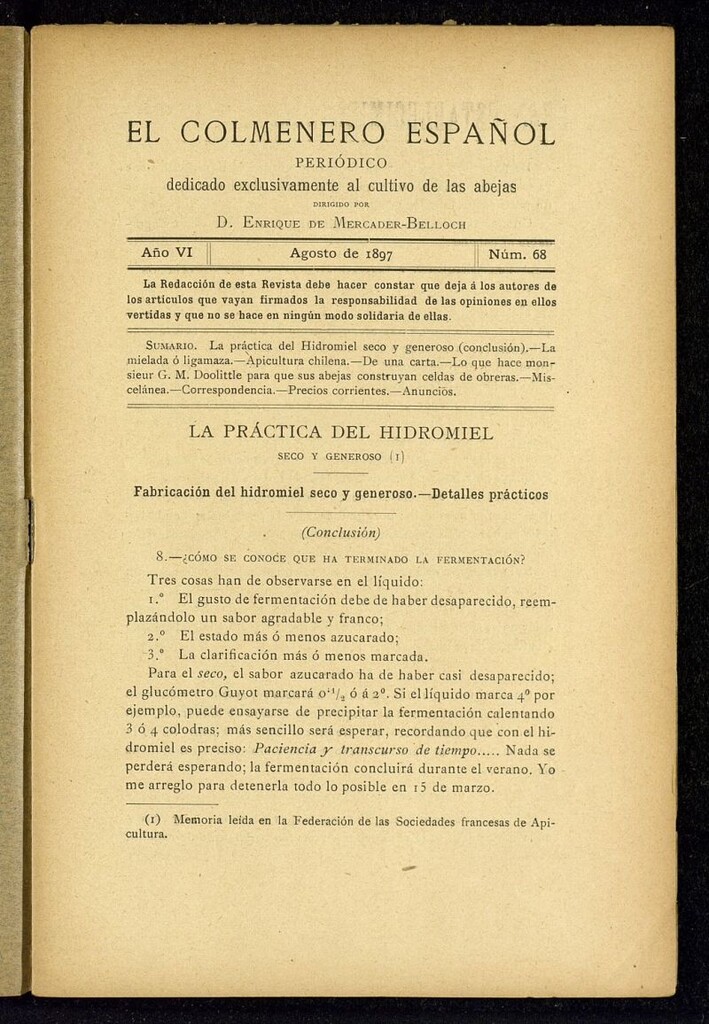 EL COLMENERO ESPAÑOL
PERIÓDICO
dedicado exclusivamente al cultivo de las abejas
DIRIGIDO POR
D. ENRIQUE DE MERCADER-BELLOCH
Año VI Agosto de 1897 Núm. 68
La Redacción de esta Revista debe hacer constar que deja á los autores de
los artículos que vayan firmados la responsabilidad de las opiniones en ellos
vertidas y que no se hace en ningún modo solidaria de ellas.
SUMARIO. La práctica del Hidromiel seco y generoso (conclusión).—La
mielada ó ligamaza.—Apicultura chilena.—De una carta.—Lo que hace mon-
sieur G. M. Doolittle para que sus abejas construyan celdas de obreras.—Mis-
celánea.—Correspondencia.—Precios corrientes.—Anuncios.
LA PRÁCTICA DEL HIDROMIEL
SECO Y GENEROSO (1)
Fabricación del hidromiel seco y generoso.—Detalles prácticos
(Conclusión)
8.—¿CÓMO SE CONOCE QUE HA TERMINADO LA FERMENTACIÓN?
Tres cosas han de observarse en el líquido:
1.º El gusto de fermentación debe de haber desaparecido, reem-
plazándolo un sabor agradable y franco;
2.º El estado más ó menos azucarado;
3.º La clarificación más ó menos marcada.
Para el seco, el sabor azucarado ha de haber casi desaparecido;
el glucómetro Guyot marcará 0º¹/₂ ó á 2º. Si el líquido marca 4º por
ejemplo, puede ensayarse de precipitar la fermentación calentando
3 ó 4 colodras; más sencillo será esperar, recordando que con el hi-
dromiel es preciso: Paciencia y transcurso de tiempo..... Nada se
perderá esperando; la fermentación concluirá durante el verano. Yo
me arreglo para detenerla todo lo posible en 15 de marzo.
(1) Memoria leída en la Federación de las Sociedades francesas de Api-
cultura.